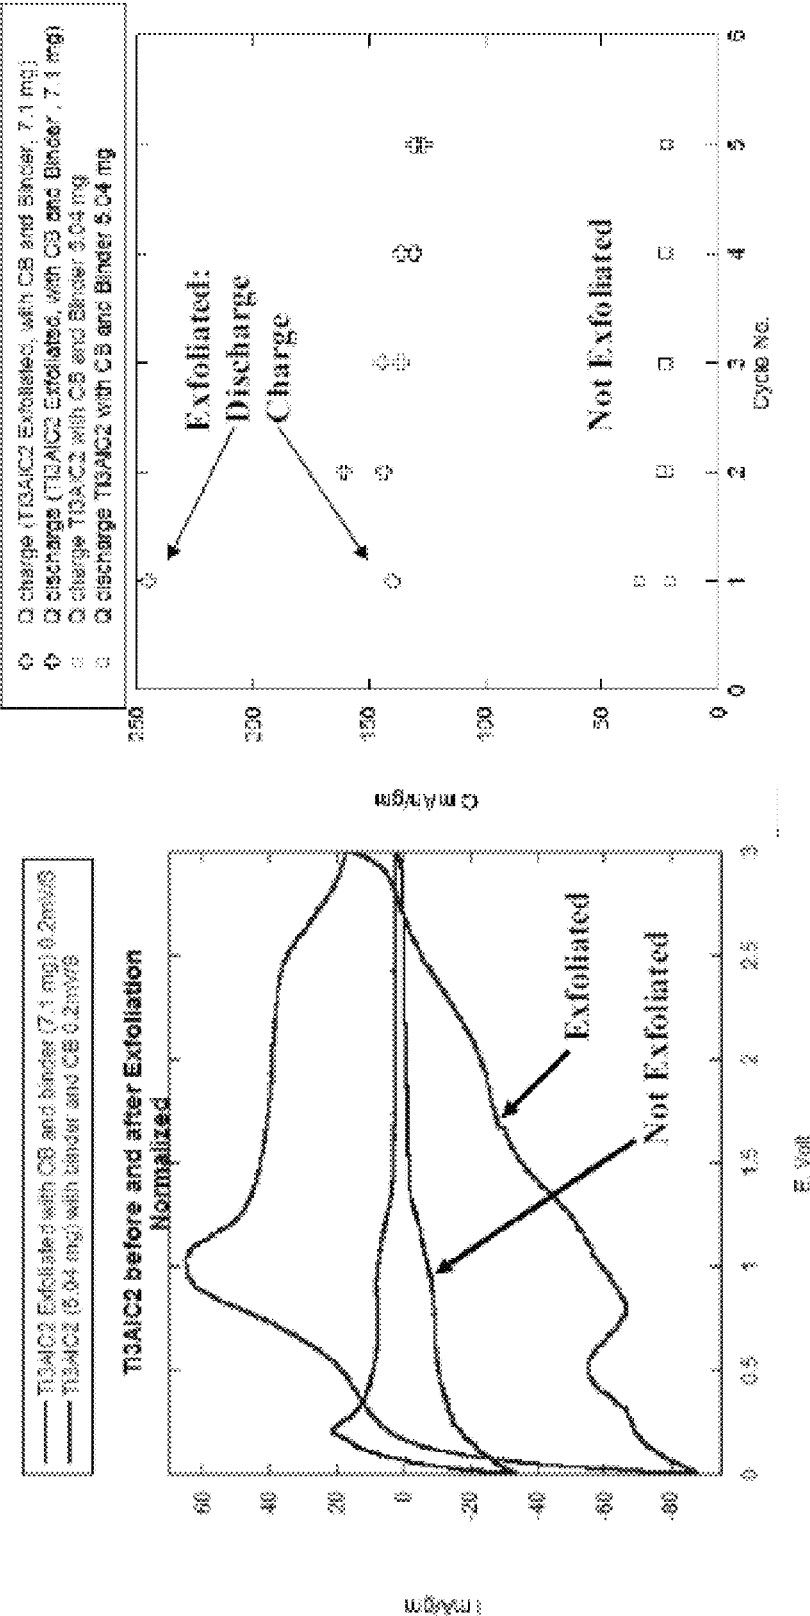 Ti3AlC2 Exfoliated with CB and binder (7.1 mg) 0.2mV/S
Ti3AlC2 (5.04 mg) with binder and CB 0.2mV/S
Ti3AlC2 before and after Exfoliation
Normalized
60
40
20
0
-20
-40
-60
-80
I mA/gm
Exfoliated
Not Exfoliated
0
0.5
1
1.5
2
2.5
3
E. Volt
Q charge (Ti3AlC2 Exfoliated, with CB and Binder, 7.1 mg)
Q discharge (Ti3AlC2 Exfoliated, with CB and Binder, 7.1 mg)
Q charge Ti3AlC2 with CB and Binder 5.04 mg
Q discharge Ti3AlC2 with CB and Binder 5.04 mg
250
200
150
100
50
0
Q mAh/gm
Exfoliated:
Discharge
Charge
Not Exfoliated
0
1
2
3
4
5
6
Cycle No.